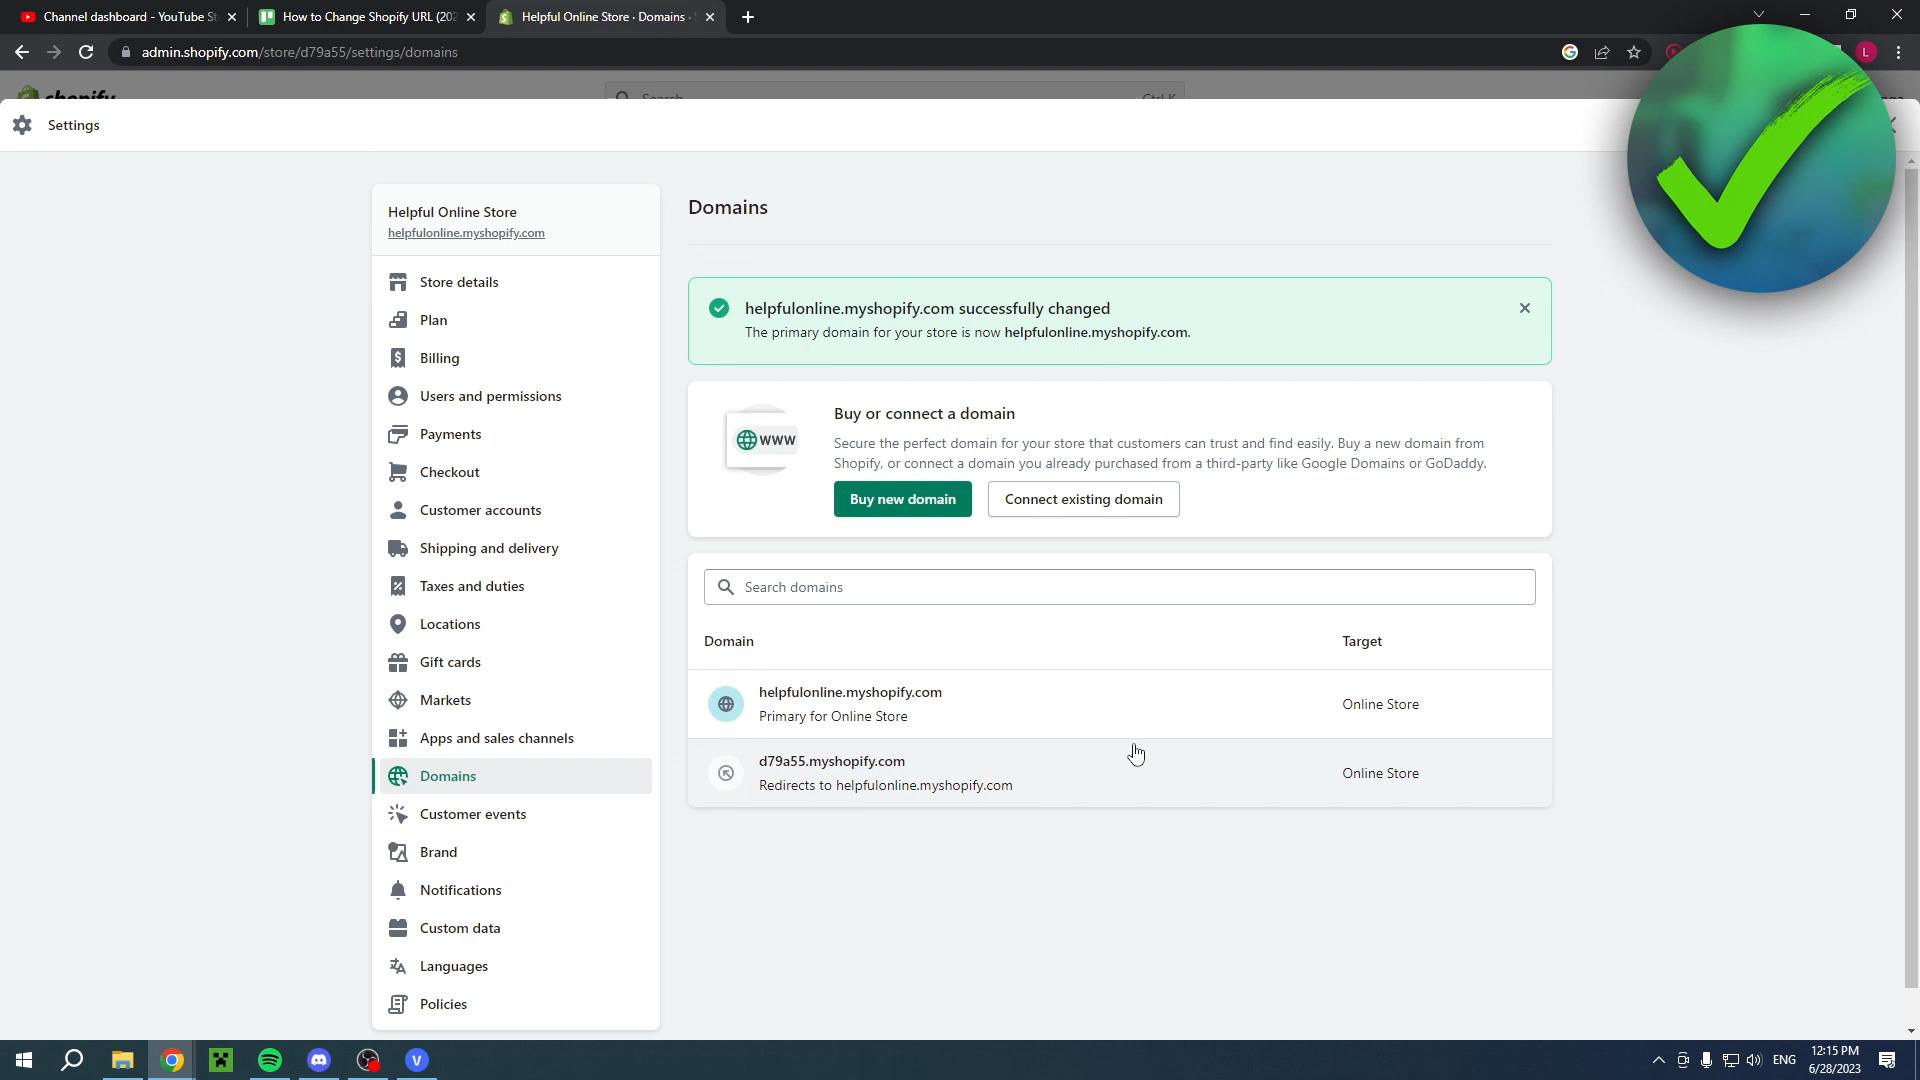 Channel dashboard - YouTube St
How to Change Shopify URL (202
Helpful Online Store · Domains ·
admin.shopify.com/store/d79a55/settings/domains
L
shopify
Search
Ctrl K
Settings
Helpful Online Store
helpfulonline.myshopify.com
Store details
Plan
Billing
Users and permissions
Payments
Checkout
Customer accounts
Shipping and delivery
Taxes and duties
Locations
Gift cards
Markets
Apps and sales channels
Domains
Customer events
Brand
Notifications
Custom data
Languages
Policies
Domains
helpfulonline.myshopify.com successfully changed
The primary domain for your store is now helpfulonline.myshopify.com.
WWW
Buy or connect a domain
Secure the perfect domain for your store that customers can trust and find easily. Buy a new domain from
Shopify, or connect a domain you already purchased from a third-party like Google Domains or GoDaddy.
Buy new domain
Connect existing domain
Search domains
Domain
Target
helpfulonline.myshopify.com
Primary for Online Store
Online Store
d79a55.myshopify.com
Redirects to helpfulonline.myshopify.com
Online Store
V
ENG
12:15 PM
6/28/2023